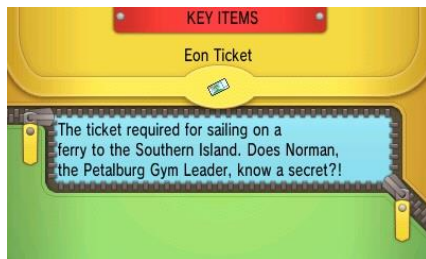 KEY ITEMS
Eon Ticket
The ticket required for sailing on a
ferry to the Southern Island. Does Norman,
the Petalburg Gym Leader, know a secret?!